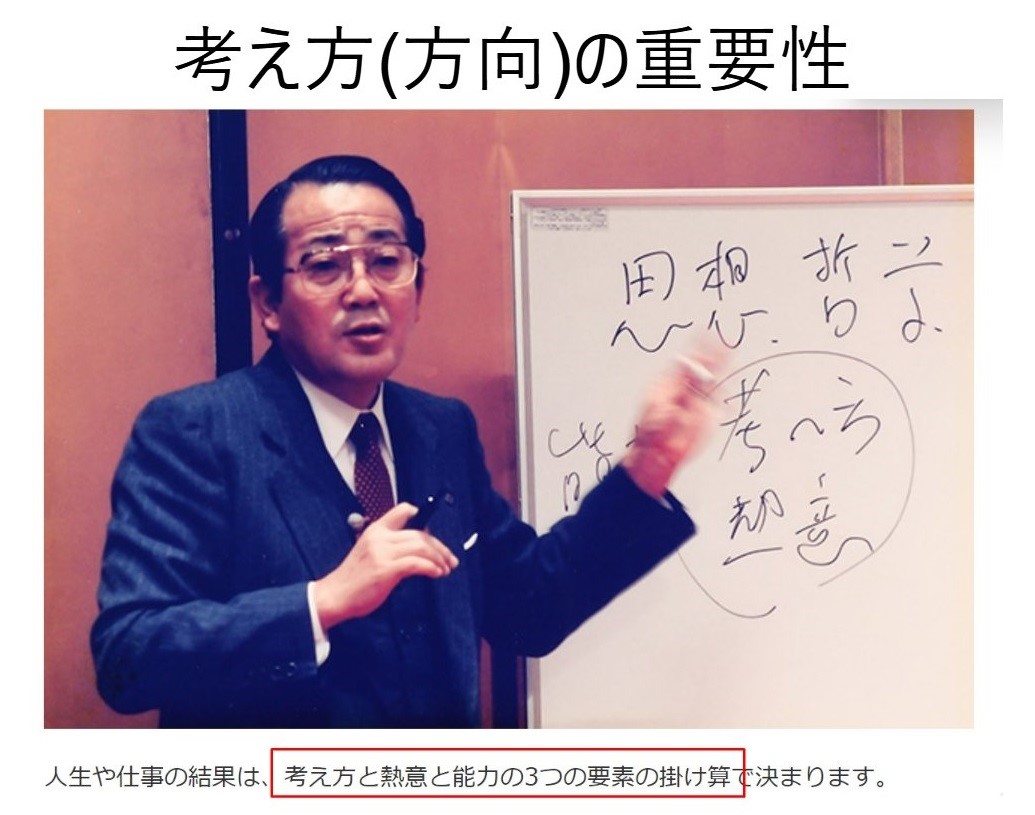 考え方(方向)の重要性
思想 哲学
考へ方
熱意
人生や仕事の結果は、考え方と熱意と能力の3つの要素の掛け算で決まります。